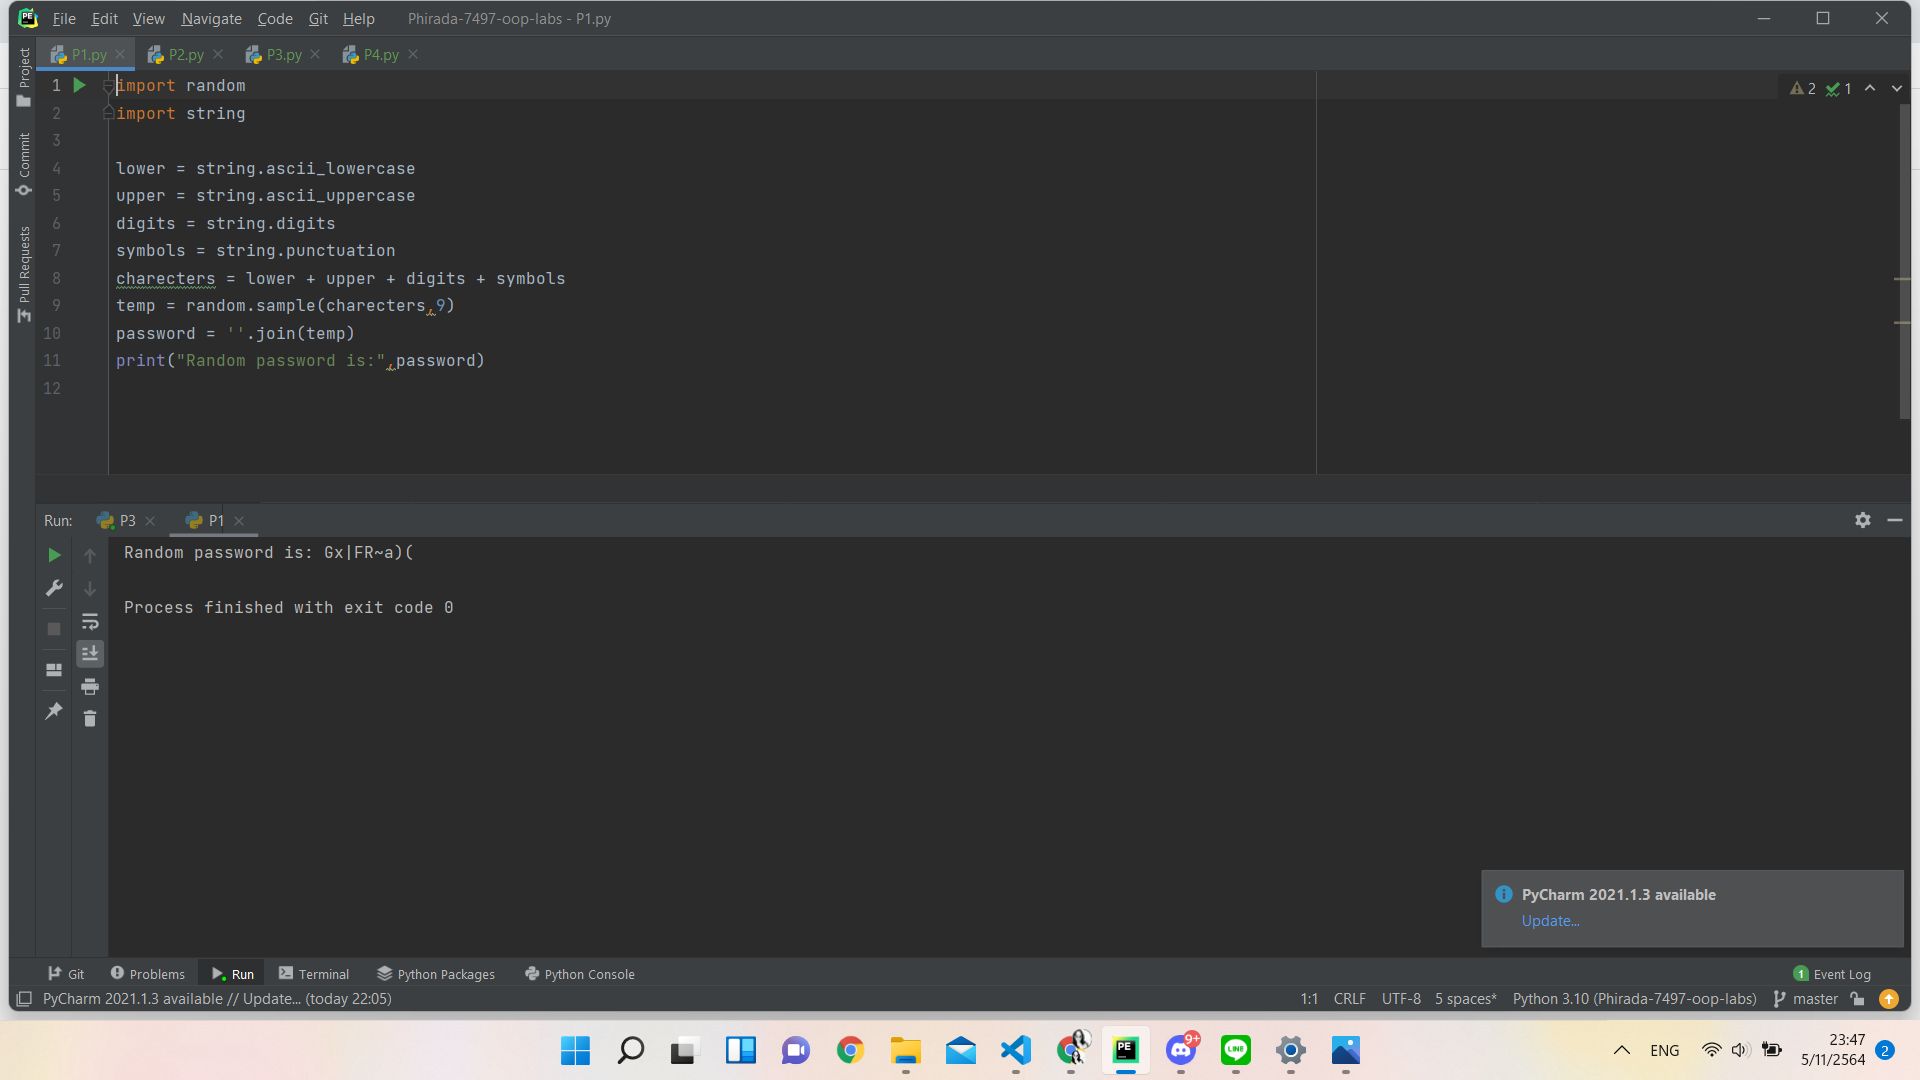 PE File Edit View Navigate Code Git Help Phirada-7497-oop-labs - P1.py
P1.py P2.py P3.py P4.py
Project
Commit
Pull Requests
1 import random
2 import string
3
4 lower = string.ascii_lowercase
5 upper = string.ascii_uppercase
6 digits = string.digits
7 symbols = string.punctuation
8 charecters = lower + upper + digits + symbols
9 temp = random.sample(charecters,9)
10 password = ''.join(temp)
11 print("Random password is:",password)
12
2 1
Run: P3 P1
Random password is: Gx|FR~a)(
Process finished with exit code 0
PyCharm 2021.1.3 available
Update...
Git Problems Run Terminal Python Packages Python Console 1 Event Log
PyCharm 2021.1.3 available // Update... (today 22:05) 1:1 CRLF UTF-8 5 spaces* Python 3.10 (Phirada-7497-oop-labs) master
PE 9+ LINE ENG 23:47
5/11/2564 2